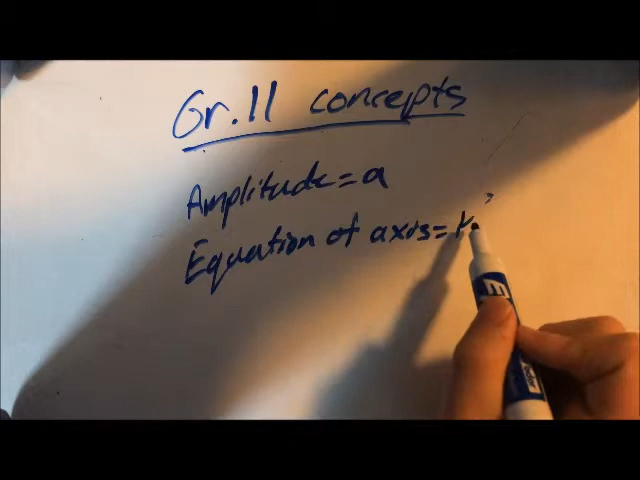 Gr.11 concepts
Amplitude = a
Equation of axis = K